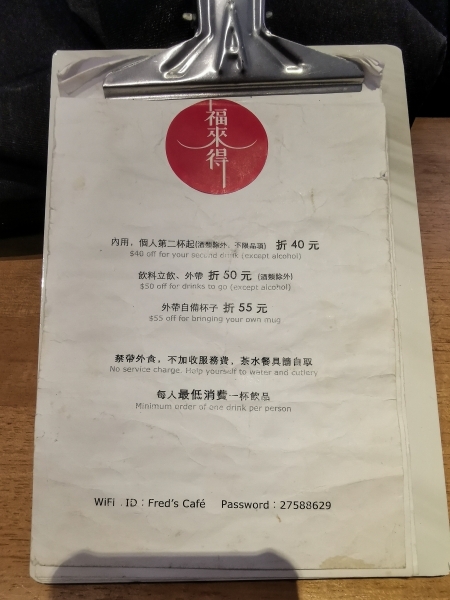 福來得
內用，個人第二杯起(酒類除外，不限品項) 折 40 元
$40 off for your second drink (except alcohol)
飲料立飲、外帶 折 50 元 (酒類除外)
$50 off for drinks to go (except alcohol)
外帶自備杯子 折 55 元
$55 off for bringing your own mug
禁帶外食，不加收服務費，茶水餐具請自取
No service charge. Help yourself to water and cutlery
每人最低消費一杯飲品
Minimum order of one drink per person
WiFi ID：Fred's Café Password：27588629